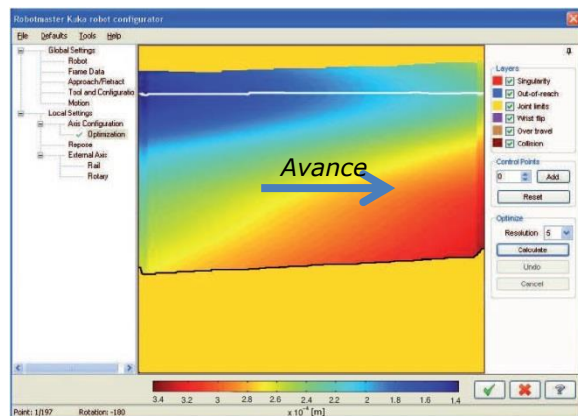 Robotmaster Kuka robot configurator
File Defaults Tools Help
Global Settings
Robot
Frame Data
Approach/Retract
Tool and Configuratio
Motion
Local Settings
Axis Configuration
Optimization
Repose
External Axis
Rail
Rotary
Avance
Layers
Singularity
Out-of-reach
Joint limits
Wrist flip
Over travel
Collision
Control Points
0 Add
Reset
Optimize
Resolution 5
Calculate
Undo
Cancel
3.4 3.2 3 2.8 2.6 2.4 2.2 2 1.8 1.6 1.4
x 10⁻⁴ [m]
Point: 1/197 Rotation: -180